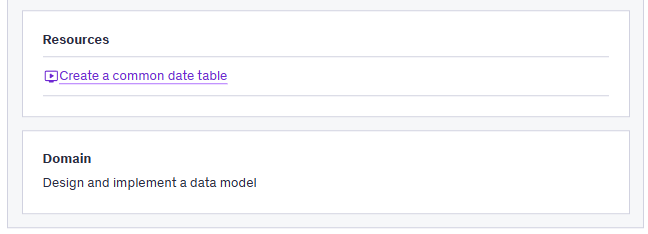 Resources
Create a common date table
Domain
Design and implement a data model